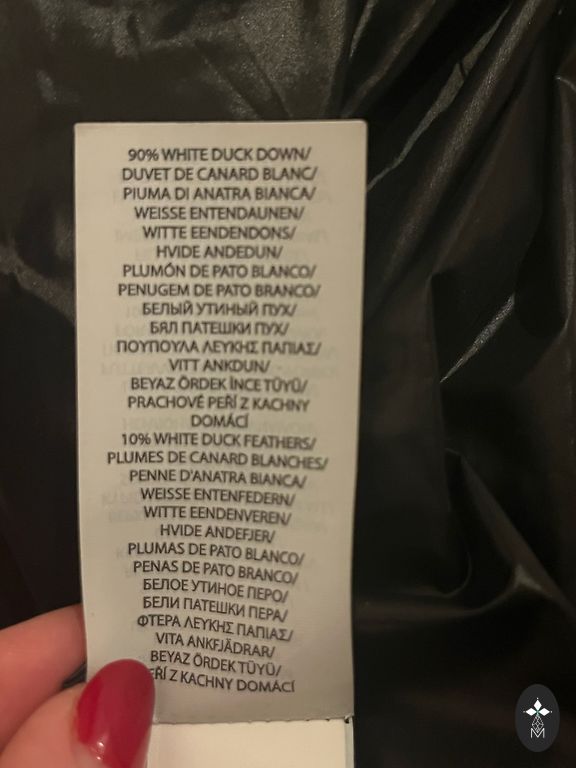 90% WHITE DUCK DOWN/
DUVET DE CANARD BLANC/
PIUMA DI ANATRA BIANCA/
WEISSE ENTENDAUNEN/
WITTE EENDENDONS/
HVIDE ANDEDUN/
PLUMÓN DE PATO BLANCO/
PENUGEM DE PATO BRANCO/
БЕЛЫЙ УТИНЫЙ ПУХ/
БЯЛ ПАТЕШКИ ПУХ/
ΠΟΥΠΟΥΛΑ ΛΕΥΚΗΣ ΠΑΠΙΑΣ/
VITT ANKDUN/
BEYAZ ÖRDEK İNCE TÜYÜ/
PRACHOVÉ PEŘÍ Z KACHNY
DOMÁCÍ
10% WHITE DUCK FEATHERS/
PLUMES DE CANARD BLANCHES/
PENNE D'ANATRA BIANCA/
WEISSE ENTENFEDERN/
WITTE EENDENVEREN/
HVIDE ANDEFJER/
PLUMAS DE PATO BLANCO/
PENAS DE PATO BRANCO/
БЕЛОЕ УТИНОЕ ПЕРО/
БЕЛИ ПАТЕШКИ ПЕРА/
ΦΤΕΡΑ ΛΕΥΚΗΣ ΠΑΠΙΑΣ/
VITA ANKFJÄDRAR/
BEYAZ ÖRDEK TÜYÜ/
Z KACHNY DOMÁCÍ